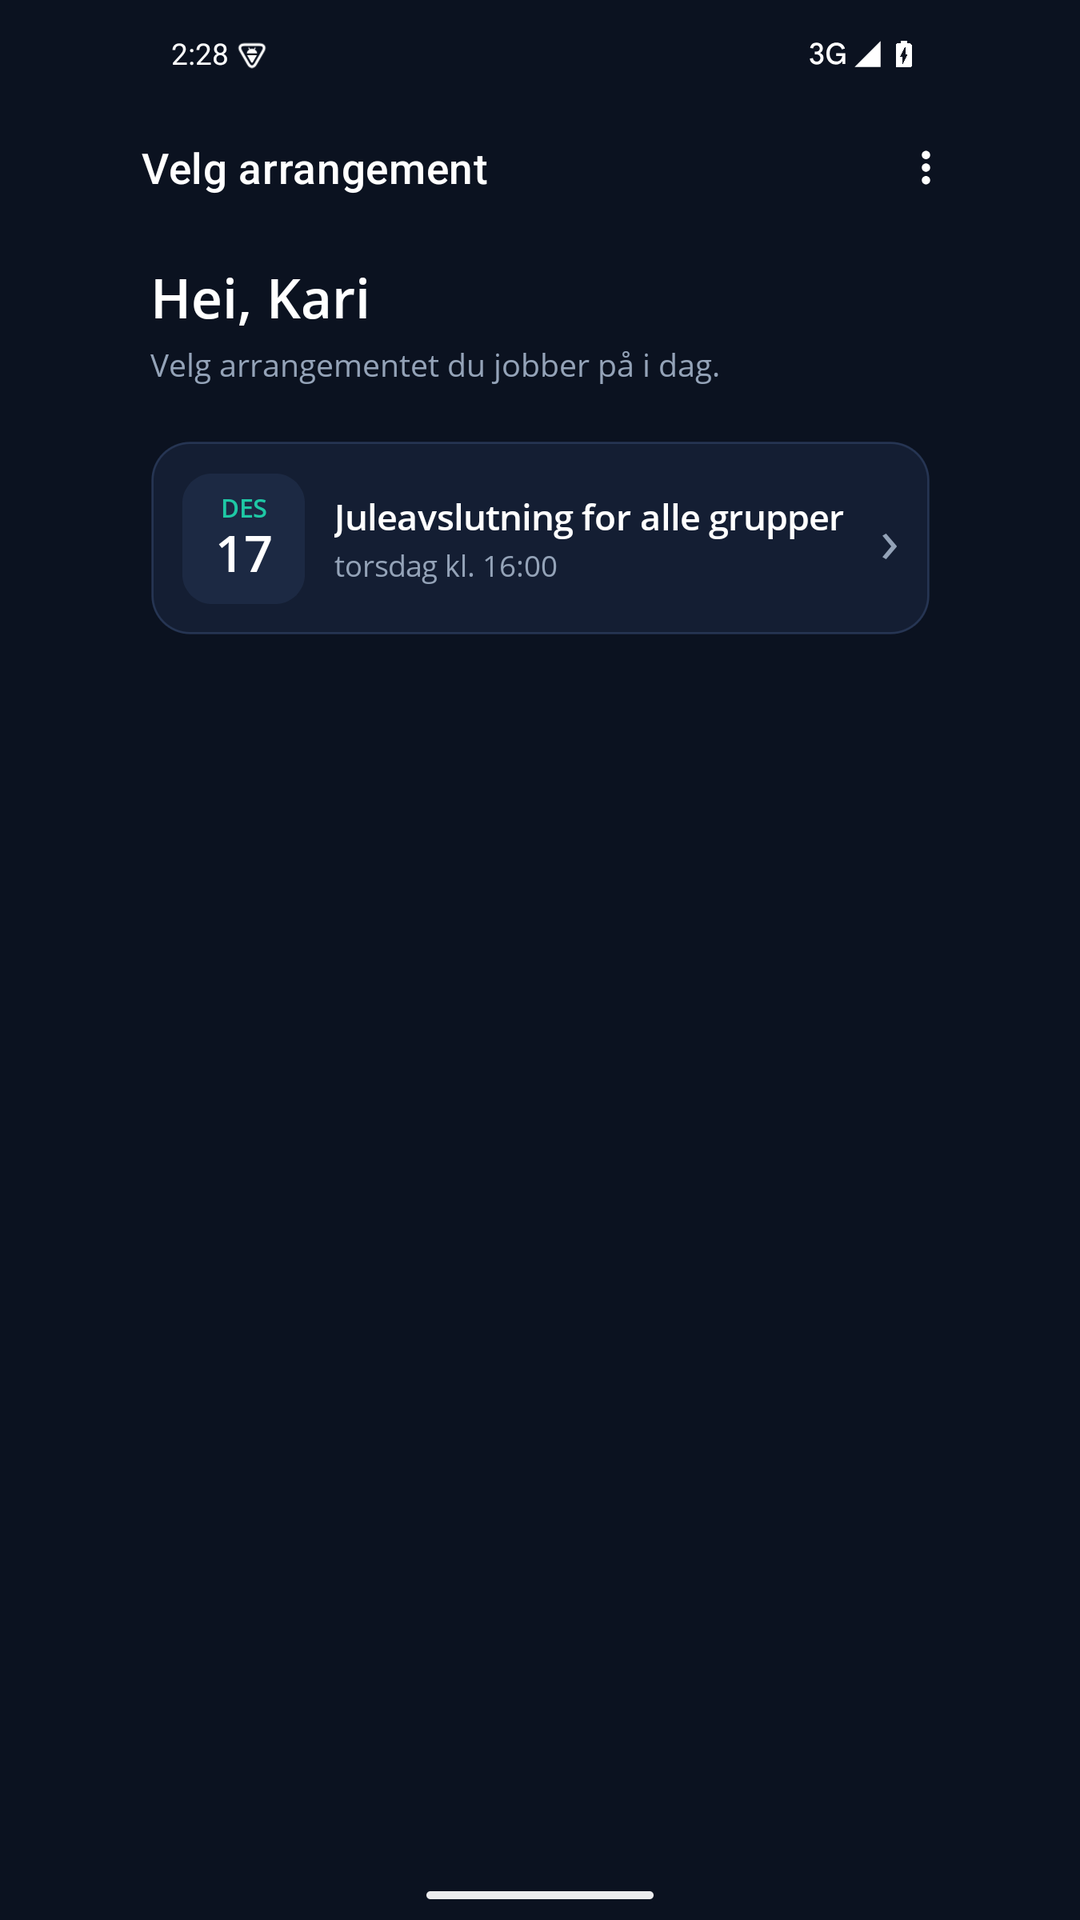 2:28
3G
Velg arrangement
Hei, Kari
Velg arrangementet du jobber på i dag.
DES
17
Juleavslutning for alle grupper
torsdag kl. 16:00